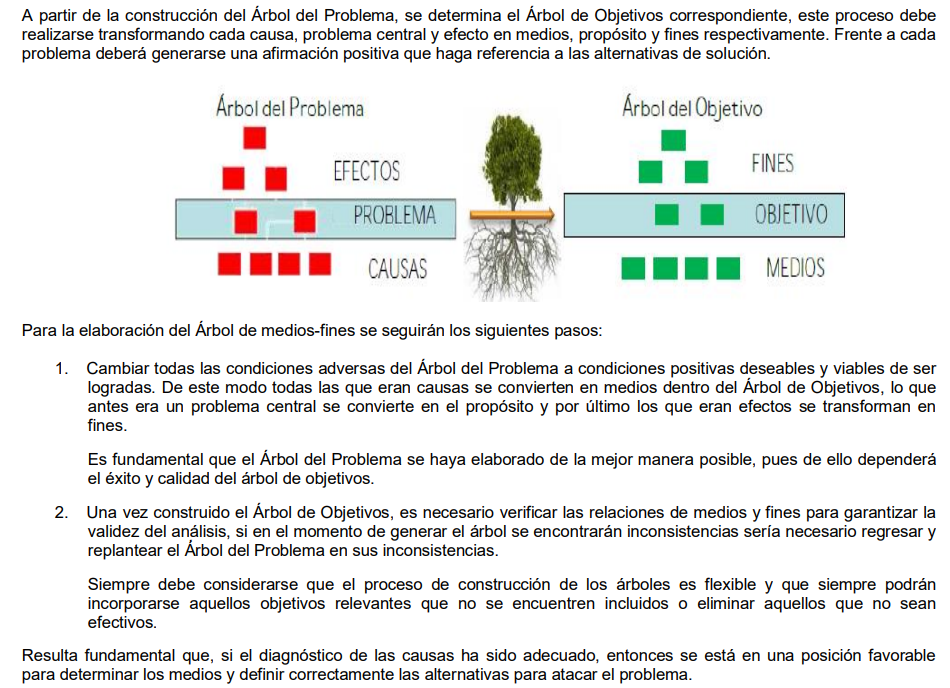 A partir de la construcción del Árbol del Problema, se determina el Árbol de Objetivos correspondiente, este proceso debe
realizarse transformando cada causa, problema central y efecto en medios, propósito y fines respectivamente. Frente a cada
problema deberá generarse una afirmación positiva que haga referencia a las alternativas de solución.
Árbol del Problema
Árbol del Objetivo
EFECTOS
FINES
PROBLEMA
OBJETIVO
CAUSAS
MEDIOS
Para la elaboración del Árbol de medios-fines se seguirán los siguientes pasos:
1. Cambiar todas las condiciones adversas del Árbol del Problema a condiciones positivas deseables y viables de ser
logradas. De este modo todas las que eran causas se convierten en medios dentro del Árbol de Objetivos, lo que
antes era un problema central se convierte en el propósito y por último los que eran efectos se transforman en
fines.
Es fundamental que el Árbol del Problema se haya elaborado de la mejor manera posible, pues de ello dependerá
el éxito y calidad del árbol de objetivos.
2. Una vez construido el Árbol de Objetivos, es necesario verificar las relaciones de medios y fines para garantizar la
validez del análisis, si en el momento de generar el árbol se encontrarán inconsistencias sería necesario regresar y
replantear el Árbol del Problema en sus inconsistencias.
Siempre debe considerarse que el proceso de construcción de los árboles es flexible y que siempre podrán
incorporarse aquellos objetivos relevantes que no se encuentren incluidos o eliminar aquellos que no sean
efectivos.
Resulta fundamental que, si el diagnóstico de las causas ha sido adecuado, entonces se está en una posición favorable
para determinar los medios y definir correctamente las alternativas para atacar el problema.